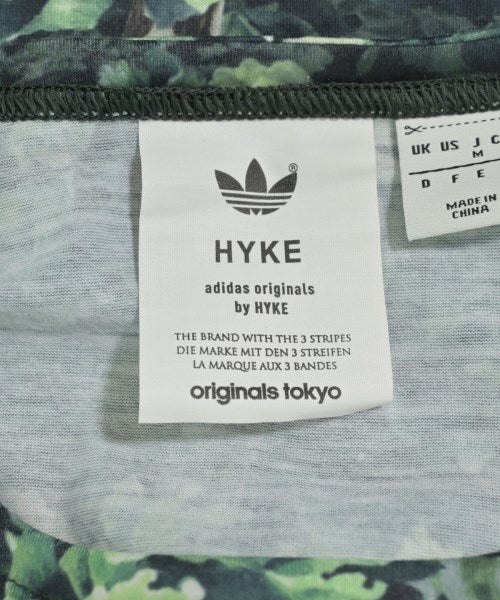 ®
HYKE
adidas originals
by HYKE
THE BRAND WITH THE 3 STRIPES
DIE MARKE MIT DEN 3 STREIFEN
LA MARQUE AUX 3 BANDES
originals tokyo
UK US J C
M
D F E
MADE IN
CHINA